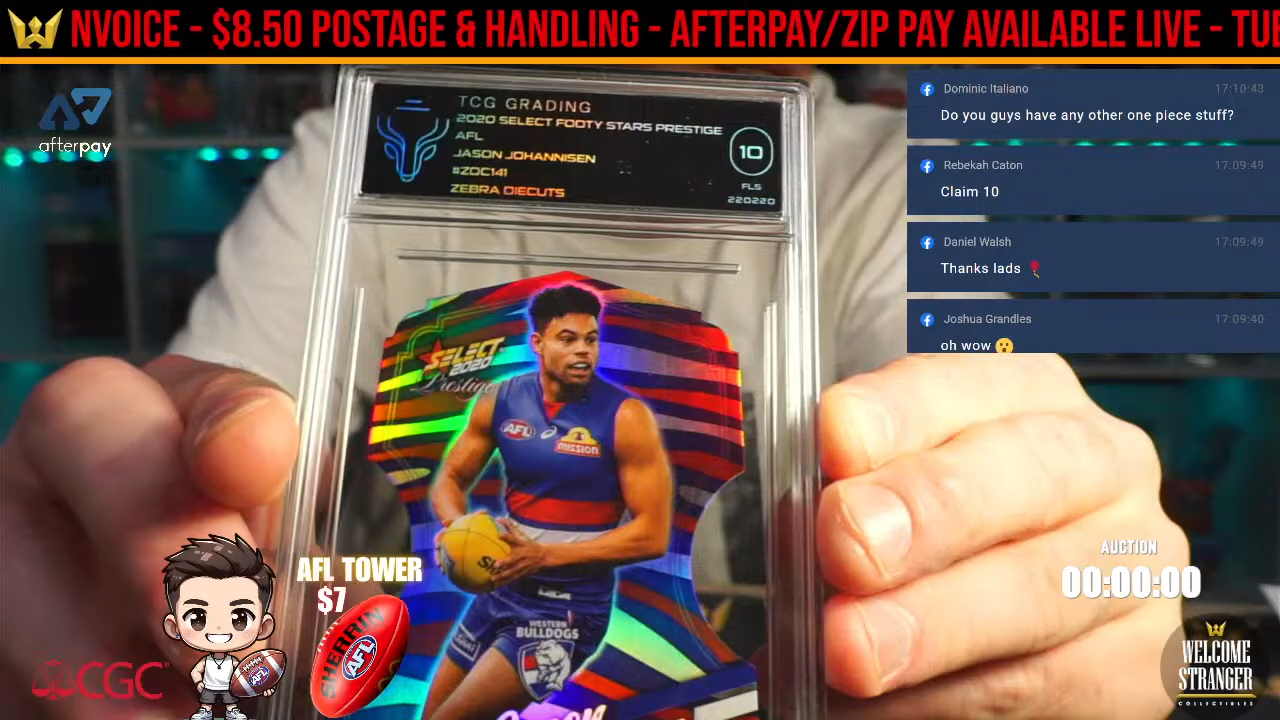 NVOICE - $8.50 POSTAGE & HANDLING - AFTERPAY/ZIP PAY AVAILABLE LIVE - TUE
afterpay
TCG GRADING
2020 SELECT FOOTY STARS PRESTIGE
AFL
JASON JOHANNISEN
#ZDC141
ZEBRA DIECUTS
10
FLS
220220
Dominic Italiano 17:10:43
Do you guys have any other one piece stuff?
Rebekah Caton 17:09:49
Claim 10
Daniel Walsh 17:09:49
Thanks lads 🌹
Joshua Grandles 17:09:40
oh wow 😮
SELECT
2020
Prestige
AFL
mission
WESTERN
BULLDOGS
AFL TOWER
$7
SHERRIN
AFL
AFL
CGC
AUCTION
00:00:00
WELCOME
STRANGER
COLLECTIBLES